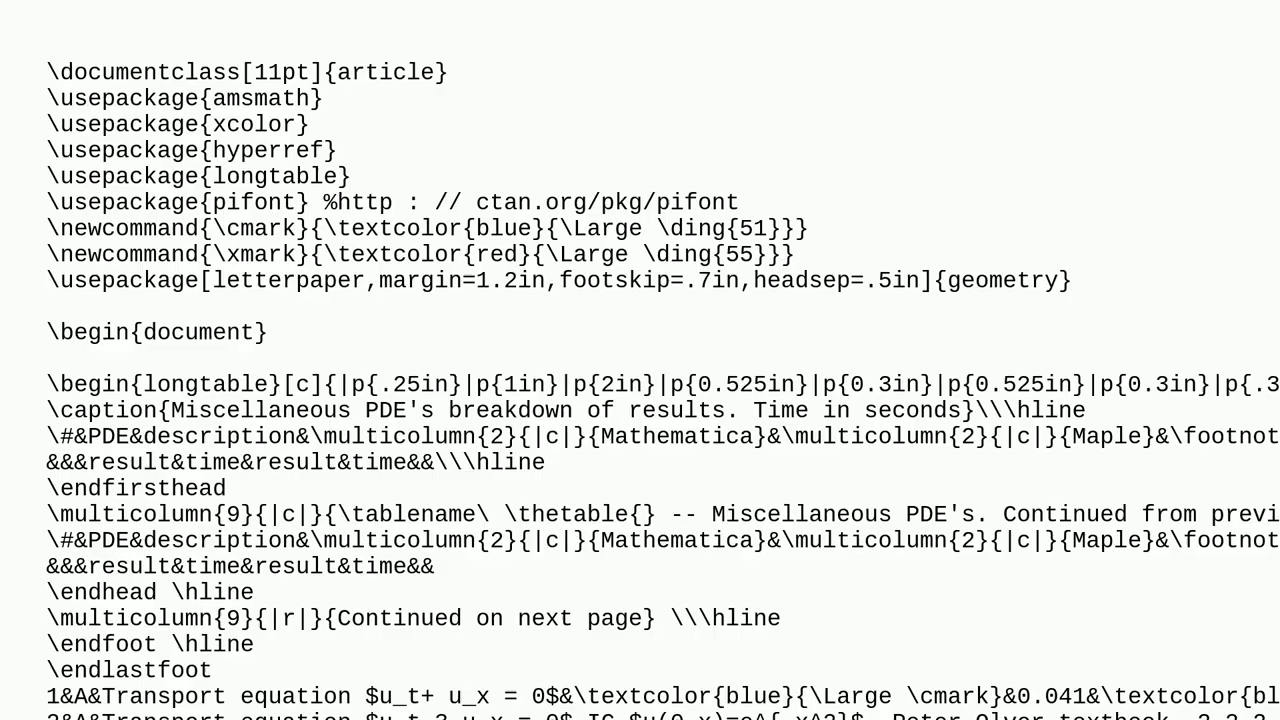 \documentclass[11pt]{article}
\usepackage{amsmath}
\usepackage{xcolor}
\usepackage{hyperref}
\usepackage{longtable}
\usepackage{pifont} %http : // ctan.org/pkg/pifont
\newcommand{\cmark}{\textcolor{blue}{\Large \ding{51}}}
\newcommand{\xmark}{\textcolor{red}{\Large \ding{55}}}
\usepackage[letterpaper,margin=1.2in,footskip=.7in,headsep=.5in]{geometry}
\begin{document}
\begin{longtable}[c]{|p{.25in}|p{1in}|p{2in}|p{0.525in}|p{0.3in}|p{0.525in}|p{0.3in}|p{.3
\caption{Miscellaneous PDE's breakdown of results. Time in seconds}\\\hline
\#&PDE&description&\multicolumn{2}{|c|}{Mathematica}&\multicolumn{2}{|c|}{Maple}&\footnot
&&&result&time&result&time&&\\\hline
\endfirsthead
\multicolumn{9}{|c|}{\tablename\ \thetable{} -- Miscellaneous PDE's. Continued from previ
\#&PDE&description&\multicolumn{2}{|c|}{Mathematica}&\multicolumn{2}{|c|}{Maple}&\footnot
&&&result&time&result&time&&
\endhead \hline
\multicolumn{9}{|r|}{Continued on next page} \\\hline
\endfoot \hline
\endlastfoot
1&A&Transport equation $u_t+ u_x = 0$&\textcolor{blue}{\Large \cmark}&0.041&\textcolor{bl